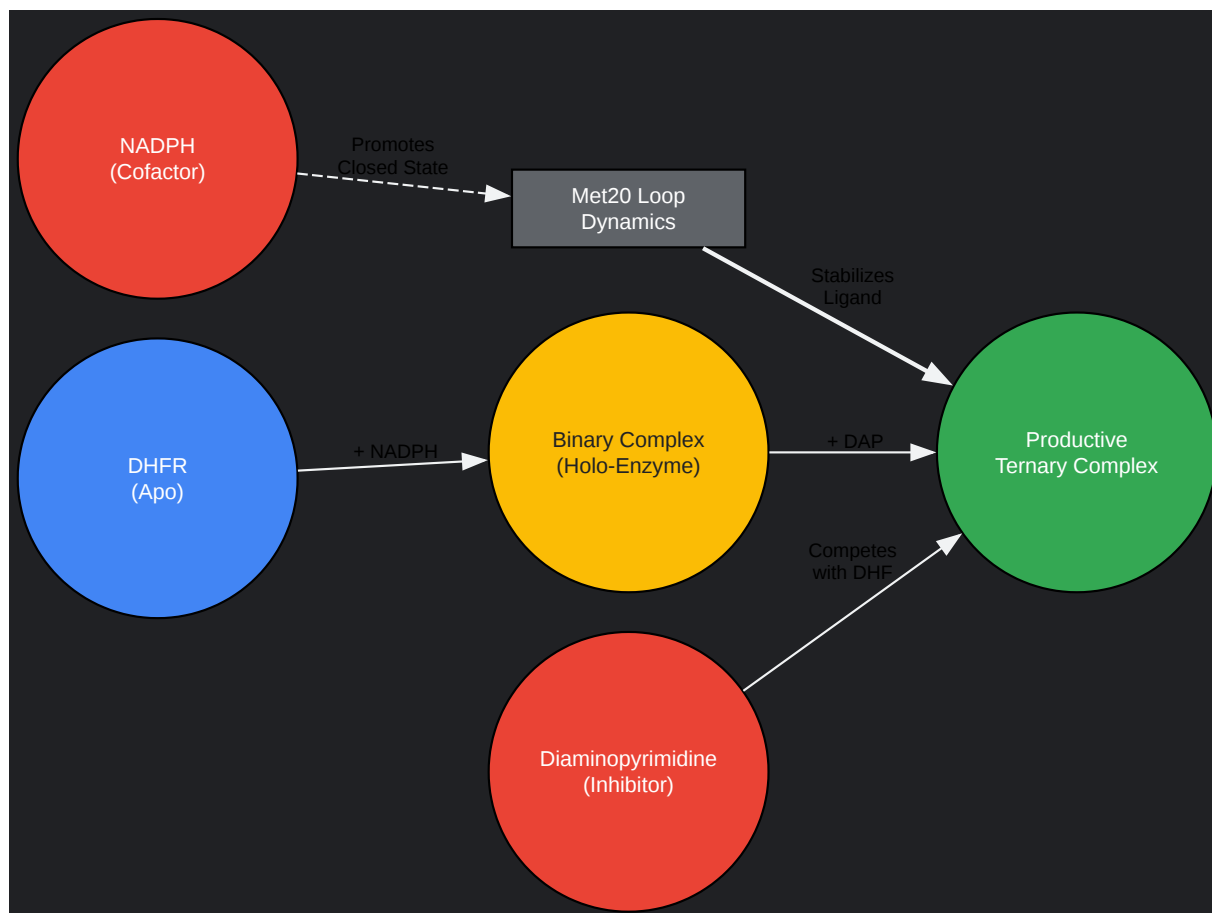 NADPH
(Cofactor)
Promotes
Closed State
Met20 Loop
Dynamics
Stabilizes
Ligand
DHFR
(Apo)
+ NADPH
Binary Complex
(Holo-Enzyme)
+ DAP
Productive
Ternary Complex
Competes
with DHF
Diaminopyrimidine
(Inhibitor)